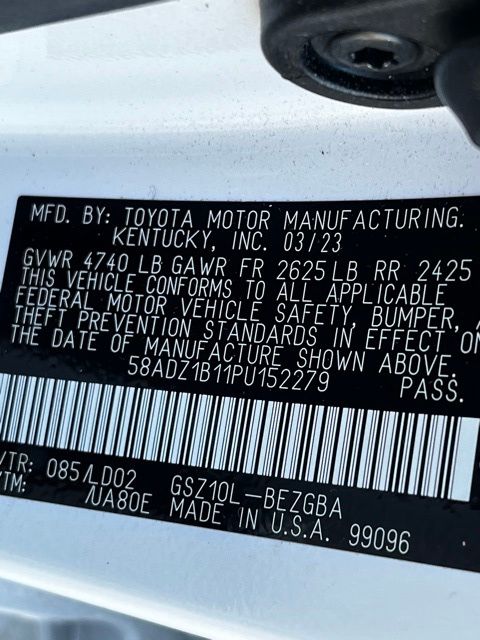 MFD. BY: TOYOTA MOTOR MANUFACTURING.
KENTUCKY, INC. 03/23
GVWR 4740 LB GAWR FR 2625 LB RR 2425
THIS VEHICLE CONFORMS TO ALL APPLICABLE
FEDERAL MOTOR VEHICLE SAFETY, BUMPER,
THEFT PREVENTION STANDARDS IN EFFECT ON
THE DATE OF MANUFACTURE SHOWN ABOVE.
58ADZ1B11PU152279 PASS.
/TR: 085/LD02 GSZ10L-BEZGBA
TM: /UA80E MADE IN U.S.A. 99096